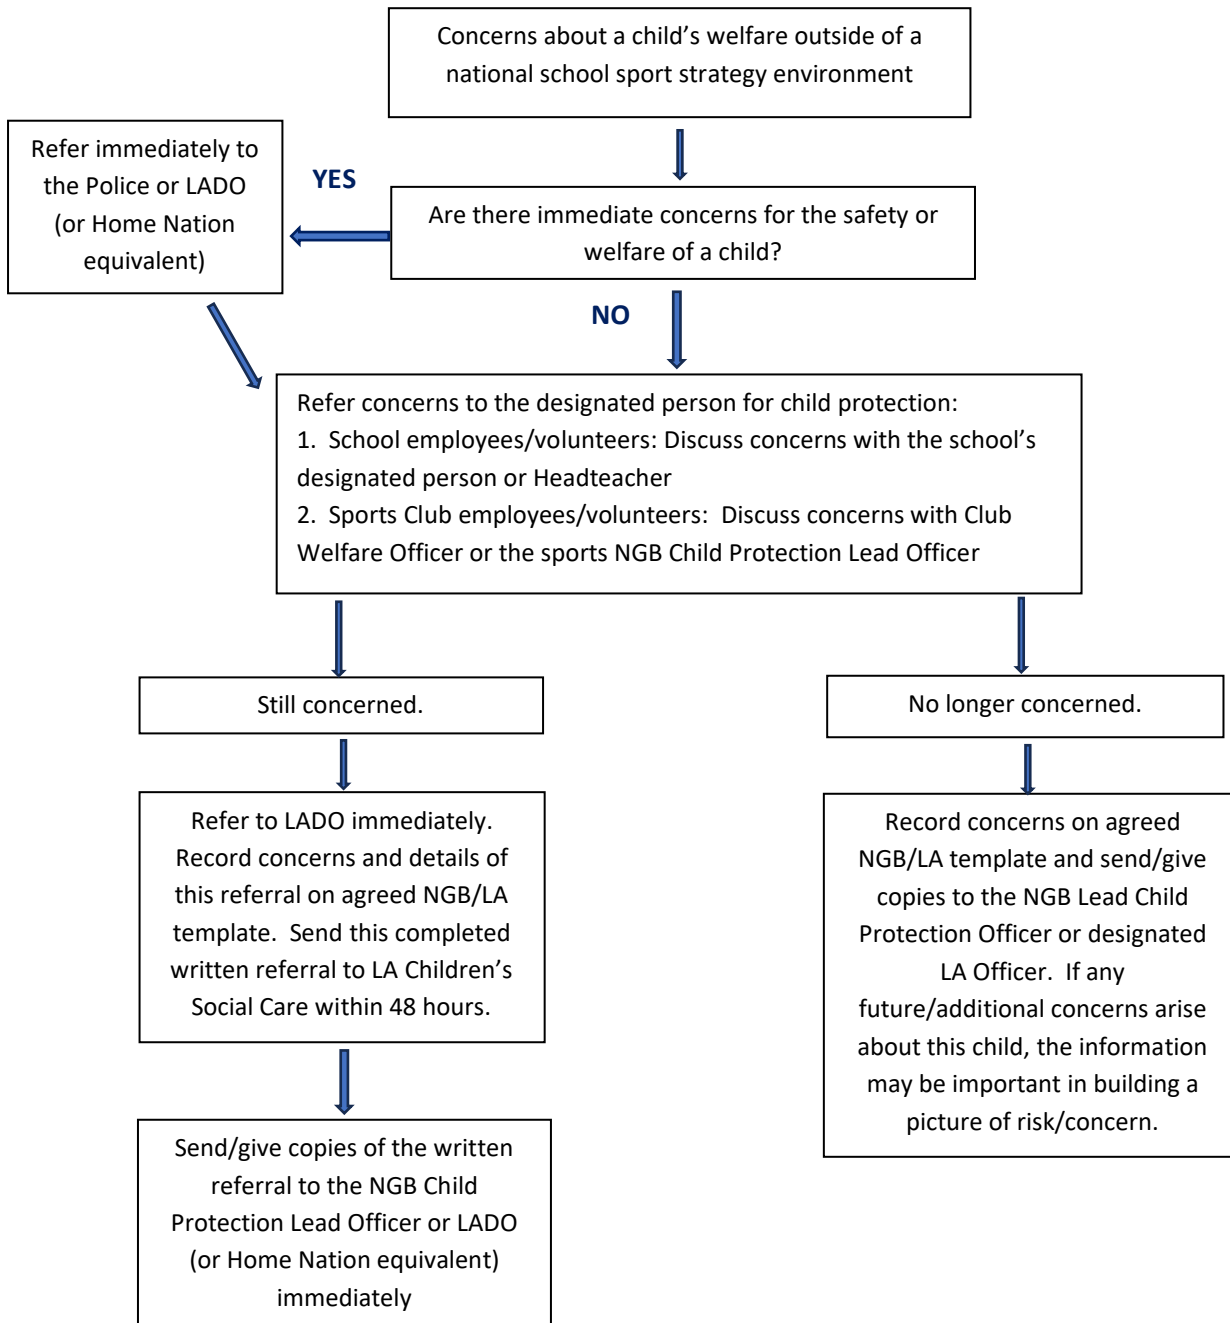 Concerns about a child’s welfare outside of a
national school sport strategy environment
Refer immediately to
the Police or LADO
(or Home Nation
equivalent)
YES
Are there immediate concerns for the safety or
welfare of a child?
NO
Refer concerns to the designated person for child protection:
1. School employees/volunteers: Discuss concerns with the school’s
designated person or Headteacher
2. Sports Club employees/volunteers: Discuss concerns with Club
Welfare Officer or the sports NGB Child Protection Lead Officer
Still concerned.
Refer to LADO immediately.
Record concerns and details of
this referral on agreed NGB/LA
template. Send this completed
written referral to LA Children’s
Social Care within 48 hours.
Send/give copies of the written
referral to the NGB Child
Protection Lead Officer or LADO
(or Home Nation equivalent)
immediately
No longer concerned.
Record concerns on agreed
NGB/LA template and send/give
copies to the NGB Lead Child
Protection Officer or designated
LA Officer. If any
future/additional concerns arise
about this child, the information
may be important in building a
picture of risk/concern.